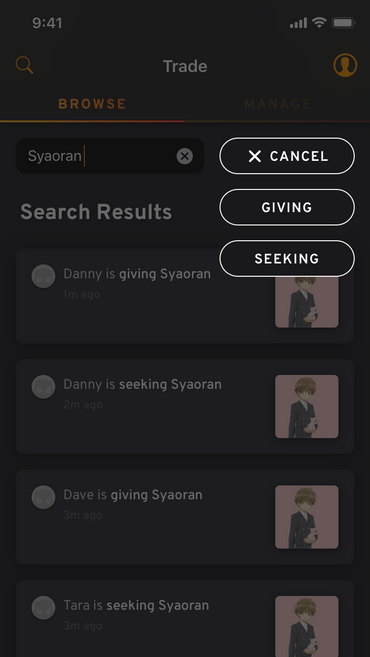 9:41
Trade
BROWSE
MANAGE
Syaoran
CANCEL
GIVING
SEEKING
Search Results
Danny is giving Syaoran
1m ago
Danny is seeking Syaoran
2m ago
Dave is giving Syaoran
3m ago
Tara is seeking Syaoran
3m ago